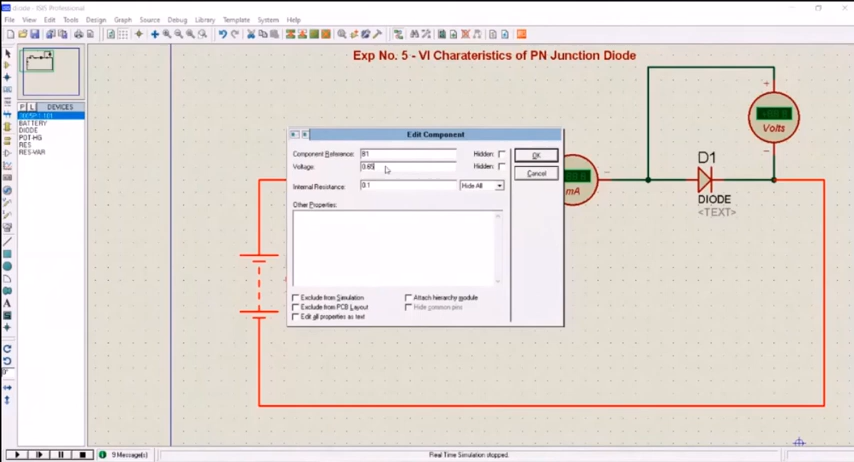 diode - ISIS Professional
File View Edit Tools Design Graph Source Debug Library Template System Help
Exp No. 5 - VI Charateristics of PN Junction Diode
P L DEVICES
BATTERY
DIODE
POT-HG
RES
RES-VAR
Edit Component
Component Reference: B1 Hidden:
Voltage: 0.65 Hidden:
Internal Resistance: 0.1 Hide All
Other Properties:
OK
Cancel
Exclude from Simulation Attach hierarchy module
Exclude from PCB Layout Hide common pins
Edit all properties as text
mA
Volts
D1
DIODE
<TEXT>
9 Message(s) Real Time Simulation stopped.